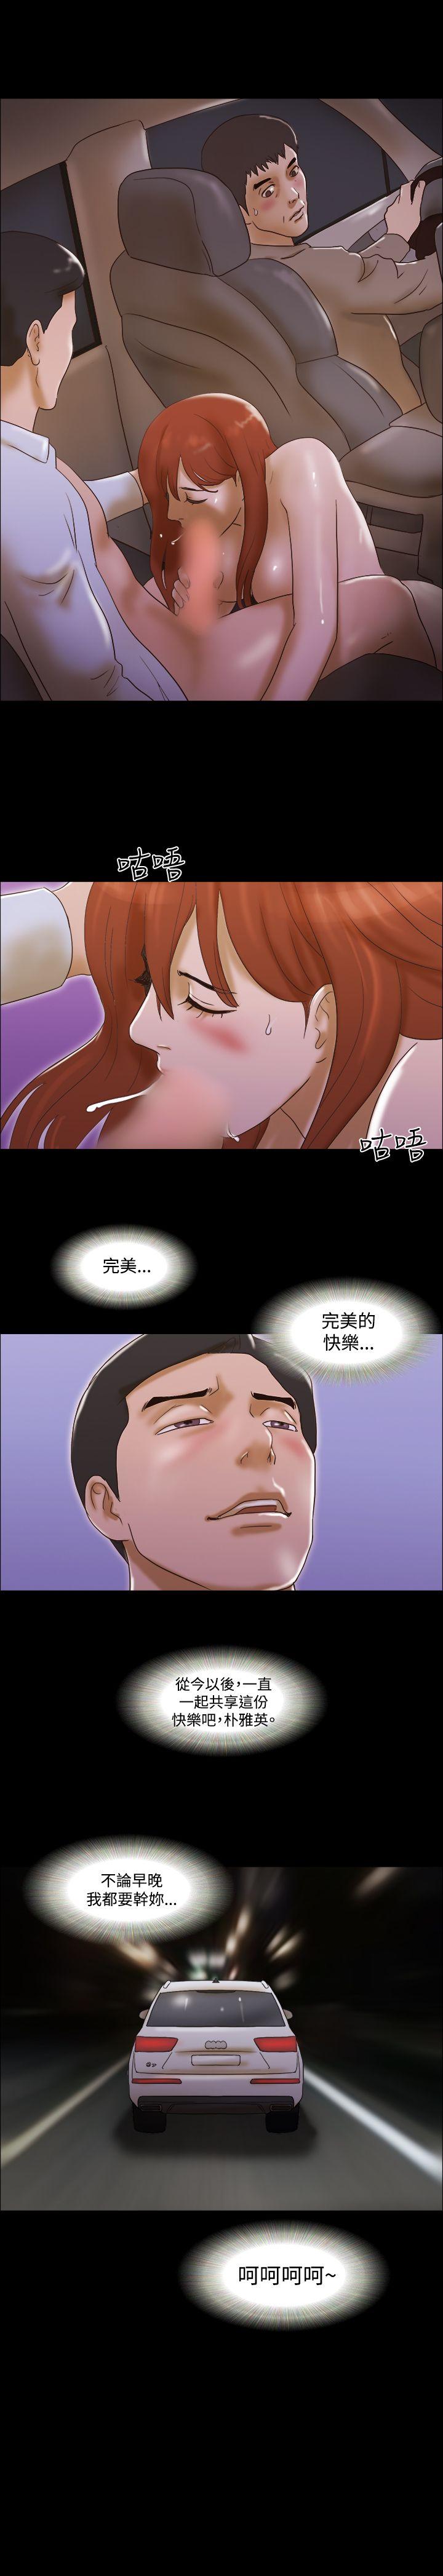 咕唔
咕唔
完美…
完美的
快樂…
從今以後,一直
一起共享這份
快樂吧,朴雅英。
不論早晚
我都要幹妳…
呵呵呵呵~